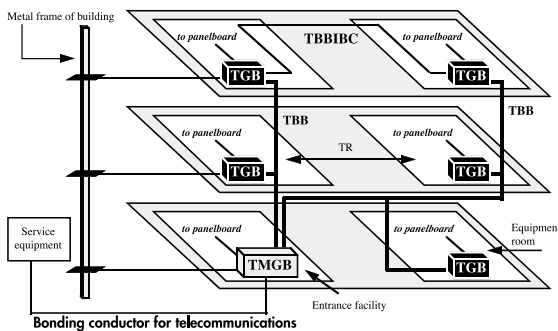 Metal frame of building
to panelboard
TBBIBC
to panelboard
TGB
TGB
TBB
TBB
to panelboard
TR
to panelboard
TGB
TGB
Service
equipment
to panelboard
to panelboard
Equipmen
room
TMGB
TGB
Entrance facility
Bonding conductor for telecommunications